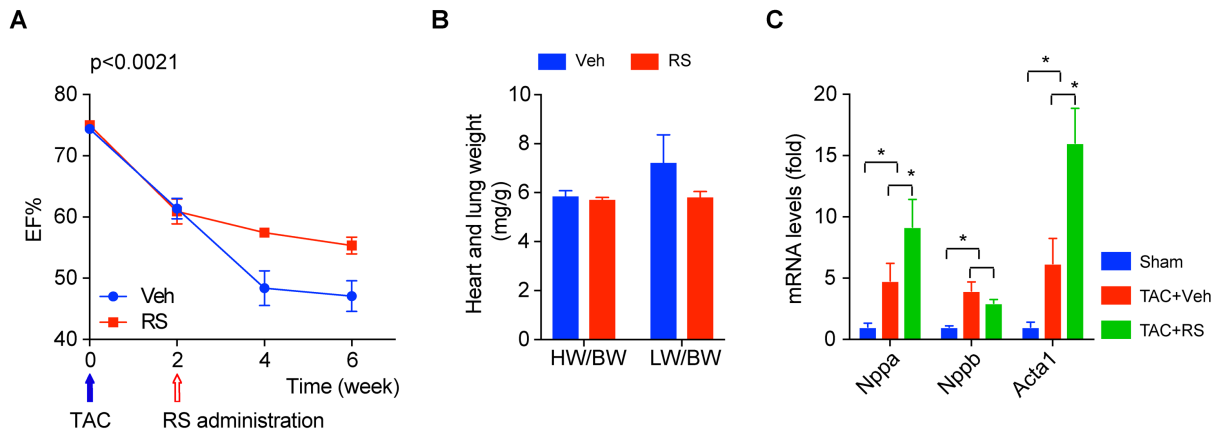 A
p<0.0021
80
70
60
50
40
EF%
Veh
RS
0
2
4
6
Time (week)
TAC
RS administration
B
Veh
RS
10
8
6
4
2
0
Heart and lung weight
(mg/g)
HW/BW
LW/BW
C
20
15
10
5
0
mRNA levels (fold)
*
*
*
*
*
Nppa
Nppb
Acta1
Sham
TAC+Veh
TAC+RS